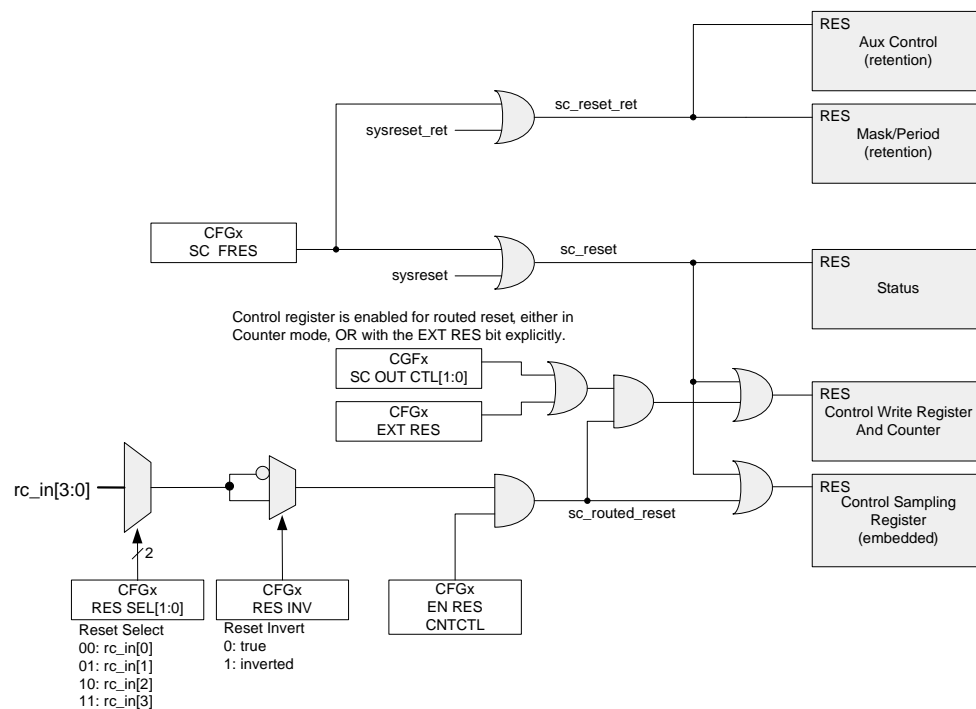 RES
Aux Control
(retention)
sc_reset_ret
sysreset_ret
RES
Mask/Period
(retention)
CFGx
SC FRES
sc_reset
sysreset
RES
Status
Control register is enabled for routed reset, either in
Counter mode, OR with the EXT RES bit explicitly.
CGFx
SC OUT CTL[1:0]
CFGx
EXT RES
RES
Control Write Register
And Counter
rc_in[3:0]
sc_routed_reset
RES
Control Sampling
Register
(embedded)
2
CFGx
RES SEL[1:0]
Reset Select
00: rc_in[0]
01: rc_in[1]
10: rc_in[2]
11: rc_in[3]
CFGx
RES INV
Reset Invert
0: true
1: inverted
CFGx
EN RES
CNTCTL